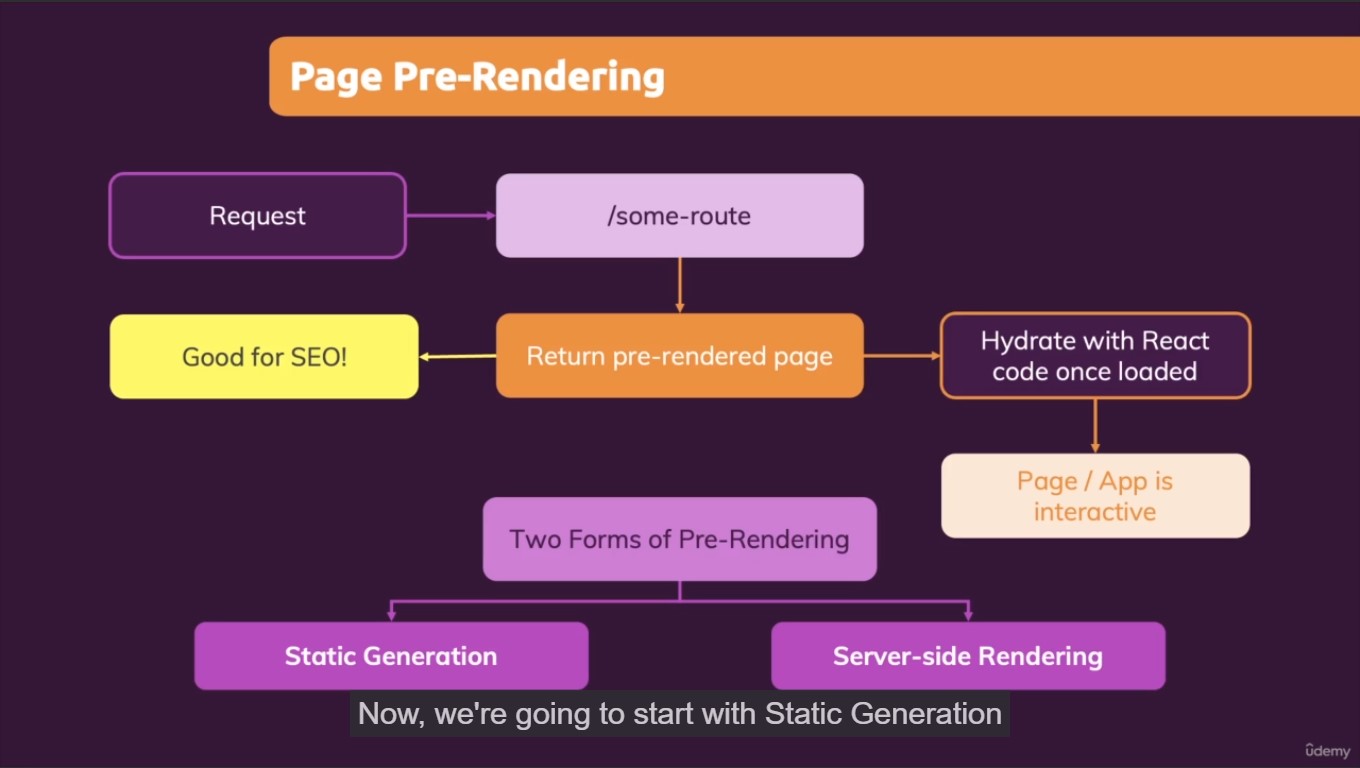 Page Pre-Rendering
Request
/some-route
Good for SEO!
Return pre-rendered page
Hydrate with React
code once loaded
Page / App is
interactive
Two Forms of Pre-Rendering
Static Generation
Server-side Rendering
Now, we're going to start with Static Generation
ûdemy